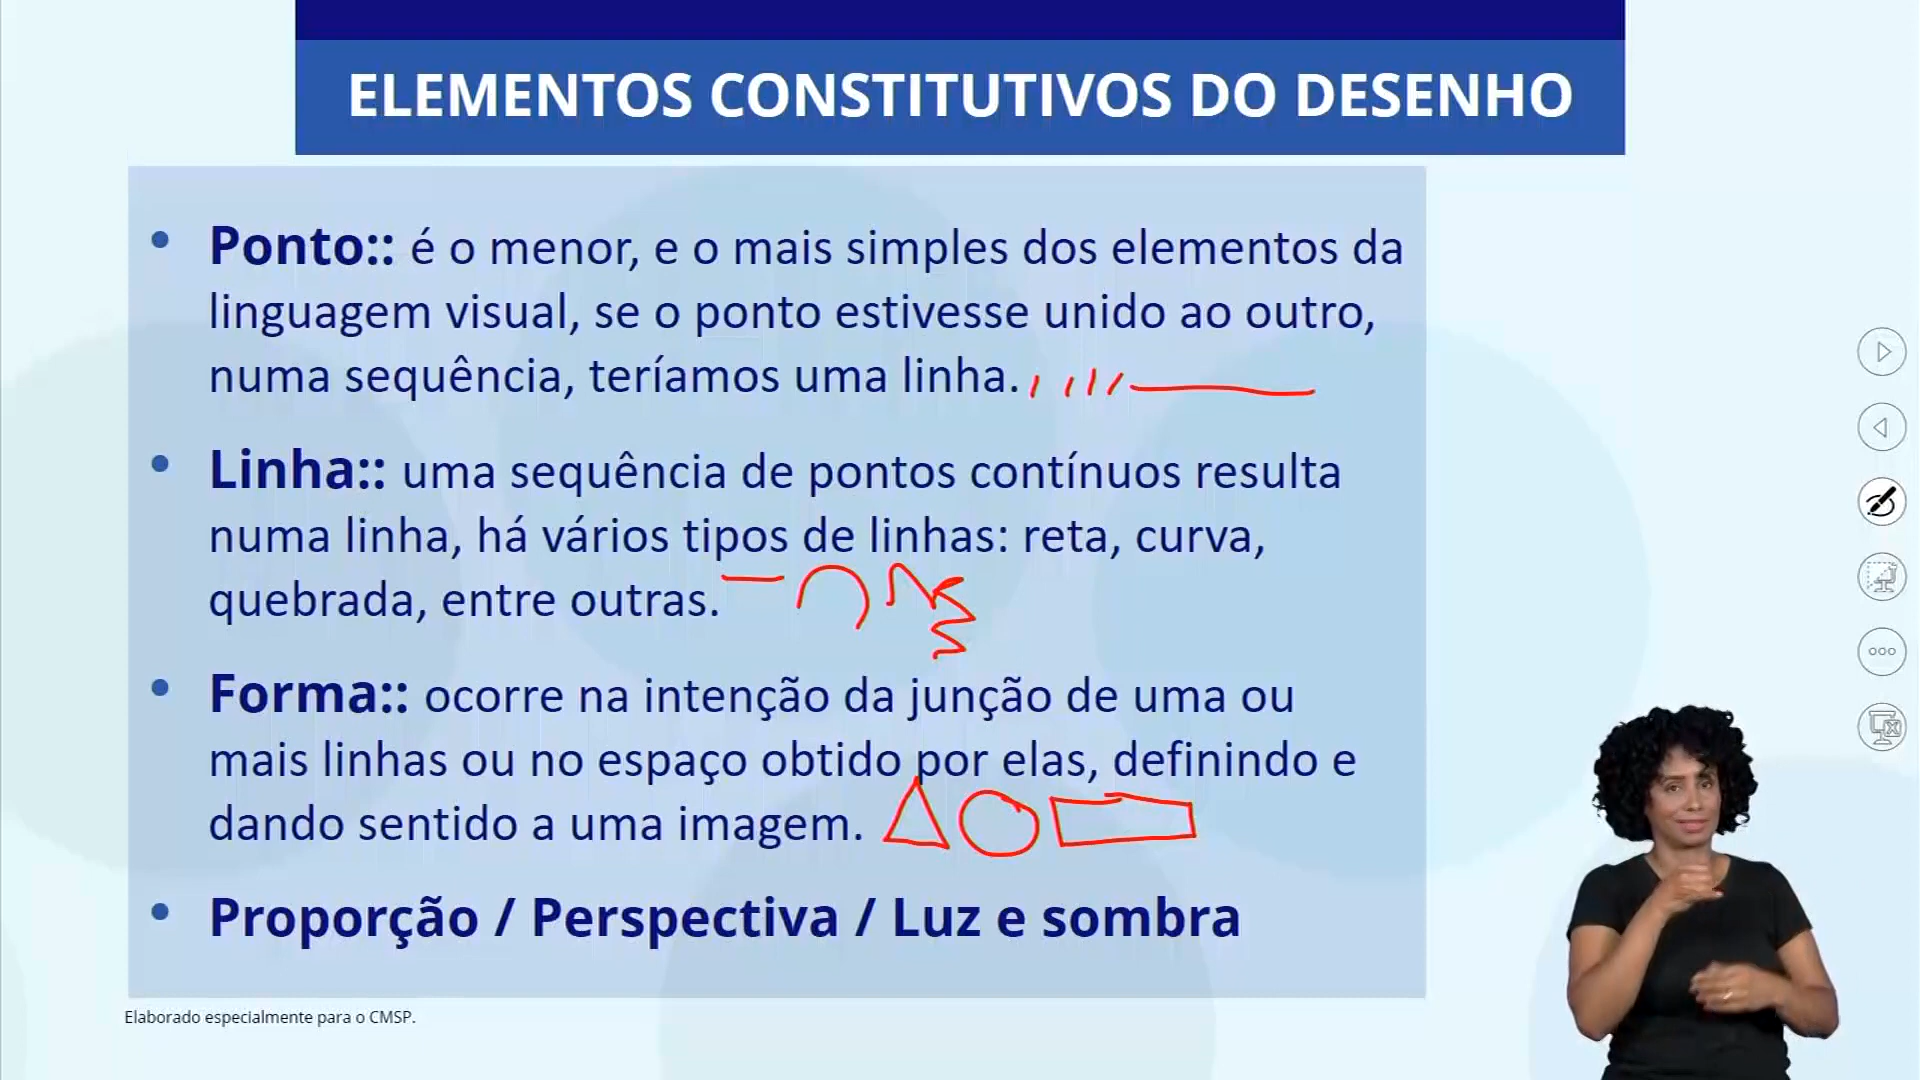 ELEMENTOS CONSTITUTIVOS DO DESENHO
• Ponto:: é o menor, e o mais simples dos elementos da
linguagem visual, se o ponto estivesse unido ao outro,
numa sequência, teríamos uma linha.
• Linha:: uma sequência de pontos contínuos resulta
numa linha, há vários tipos de linhas: reta, curva,
quebrada, entre outras.
• Forma:: ocorre na intenção da junção de uma ou
mais linhas ou no espaço obtido por elas, definindo e
dando sentido a uma imagem.
• Proporção / Perspectiva / Luz e sombra
Elaborado especialmente para o CMSP.